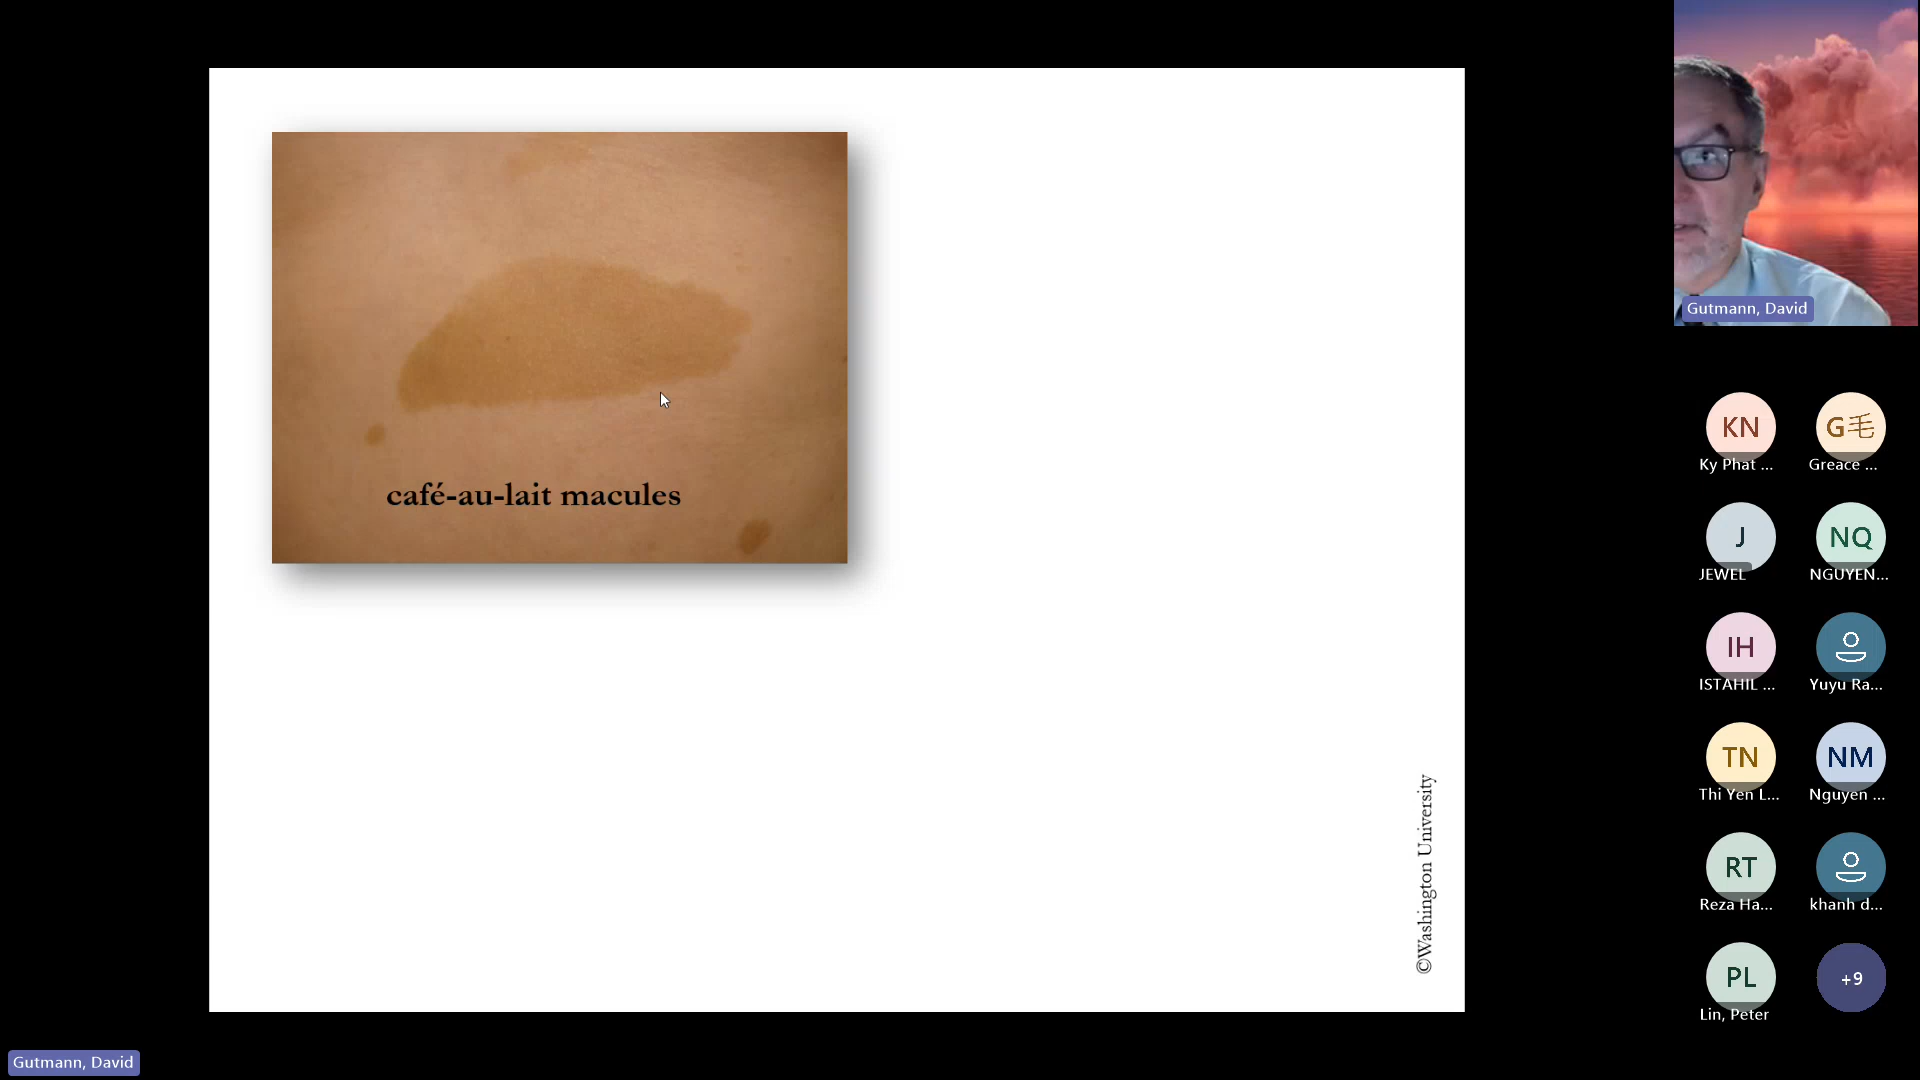 café-au-lait macules
©Washington University
Gutmann, David
KN
Ky Phat ...
G毛
Greace ...
J
JEWEL
NQ
NGUYEN...
IH
ISTAHIL ...
Yuyu Ra...
TN
Thi Yen L...
NM
Nguyen ...
RT
Reza Ha...
khanh d...
PL
Lin, Peter
+9
Gutmann, David